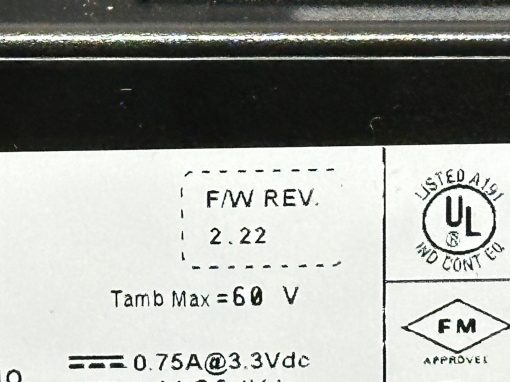 F/W REV.
2.22
Tamb Max = 60 V
0.75A@3.3Vdc
LISTED A191
UL
®
IND CONT EQ
FM
APPROVED